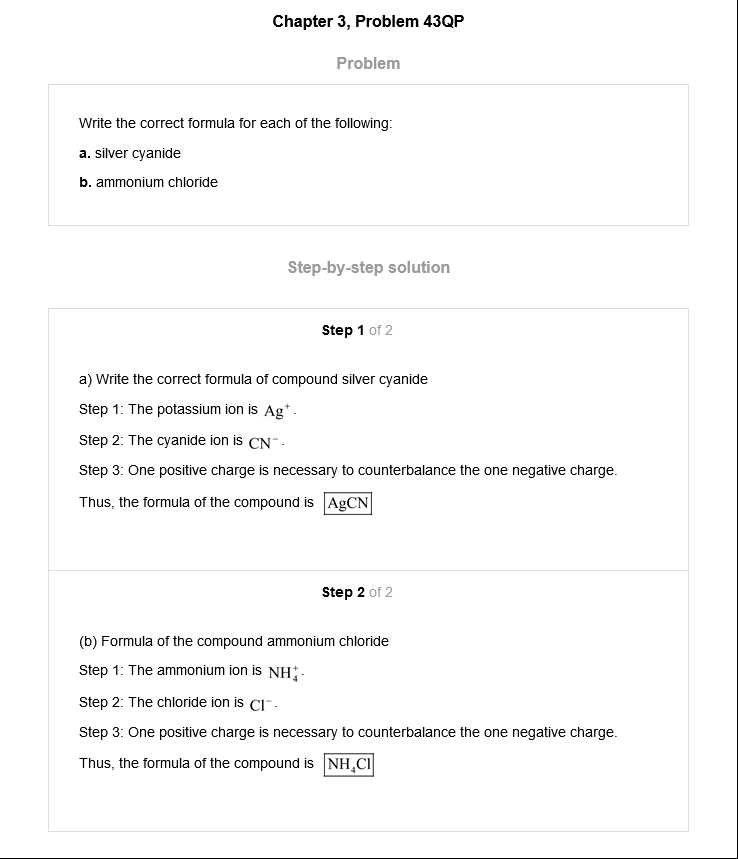 Chapter 3, Problem 43QP
Problem
Write the correct formula for each of the following:
a. silver cyanide
b. ammonium chloride
Step-by-step solution
Step 1 of 2
a) Write the correct formula of compound silver cyanide
Step 1: The potassium ion is Ag⁺.
Step 2: The cyanide ion is CN⁻.
Step 3: One positive charge is necessary to counterbalance the one negative charge.
Thus, the formula of the compound is AgCN
Step 2 of 2
(b) Formula of the compound ammonium chloride
Step 1: The ammonium ion is NH₄⁺.
Step 2: The chloride ion is Cl⁻.
Step 3: One positive charge is necessary to counterbalance the one negative charge.
Thus, the formula of the compound is NH₄Cl